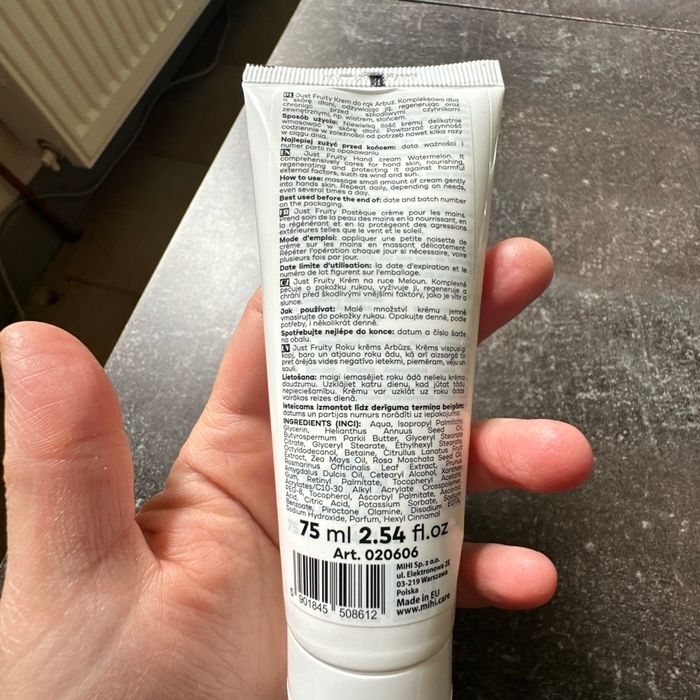 PL Just Fruity Krem do rąk Arbuz. Kompleksowo dba
o skórę dłoni, odżywiając ją, regenerując oraz
chroniąc przed szkodliwymi czynnikami
zewnętrznymi, np. wiatrem, słońcem.
Sposób użycia: Niewielką ilość kremu delikatnie
wmasować w skórę dłoni. Powtarzać czynność
codziennie w zależności od potrzeb nawet kilka razy
w ciągu dnia.
Najlepiej zużyć przed końcem: data ważności i
numer partii na opakowaniu
EN Just Fruity Hand cream Watermelon. It
comprehensively cares for hand skin, nourishing,
regenerating and protecting it against harmful
external factors, such as wind and sun.
How to use: massage small amount of cream gently
into hands skin. Repeat daily, depending on needs,
even several times a day.
Best used before the end of: date and batch number
on the packaging.
FR Just Fruity Pastèque crème pour les mains.
Prend soin de la peau des mains en la nourrissant, en
la régénérant et en la protégeant des agressions
extérieures telles que le vent et le soleil.
Mode d'emploi: appliquer une petite noisette de
crème sur les mains en massant délicatement
Répéter l'opération chaque jour si nécessaire, voire
plusieurs fois par jour.
Date limite d'utilisation: la date d'expiration et le
numéro de lot figurent sur l'emballage.
CZ Just Fruity Krém na ruce Meloun. Komplexně
pečuje o pokožku rukou, vyživuje ji, regeneruje a
chrání před škodlivými vnějšími faktory, jako je vítr a
slunce.
Jak používat: Malé množství krému jemně
vmasírujte do pokožky rukou. Opakujte denně, podle
potřeby, i několikrát denně.
Spotřebujte nejlépe do konce: datum a číslo šarže
na obalu.
LV Just Fruity Roku krēms Arbūzs. Krēms vispusīgi
kopj, baro un atjauno roku ādu, kā arī aizsargā to
pret ārējās vides negatīvo ietekmi, piemēram, vēju un
sauli.
Lietošana: maigi iemasējiet roku ādā nelielu krēma
daudzumu. Uzklājiet katru dienu, kad jūtat tādu
nepieciešamību. Krēmu var uzklāt uz roku ādas
vairākas reizes dienā.
Ieteicams izmantot līdz derīguma termiņa beigām:
datums un partijas numurs norādīti uz iepakojuma.
INGREDIENTS (INCI): Aqua, Isopropyl Palmitate,
Glycerin, Helianthus Annuus Seed Oil,
Butyrospermum Parkii Butter, Glyceryl Stearate
Citrate, Glyceryl Stearate, Ethylhexyl Stearate,
Octyldodecanol, Betaine, Citrullus Lanatus Fruit
Extract, Zea Mays Oil, Rosa Moschata Seed Oil,
Rosmarinus Officinalis Leaf Extract, Prunus
Amygdalus Dulcis Oil, Cetearyl Alcohol, Xanthan
Gum, Retinyl Palmitate, Tocopheryl Acetate,
Acrylates/C10-30 Alkyl Acrylate Crosspolymer,
PEG-8, Tocopherol, Ascorbyl Palmitate, Ascorbic
Acid, Citric Acid, Potassium Sorbate, Sodium
Benzoate, Piroctone Olamine, Disodium EDTA,
Sodium Hydroxide, Parfum, Hexyl Cinnamal
75 ml 2.54 fl.oz
Art. 020606
MIHI Sp. z o.o.
ul. Elektronowa 2E
03-219 Warszawa
Polska
Made in EU
www.mihi.care
5 901845 508612